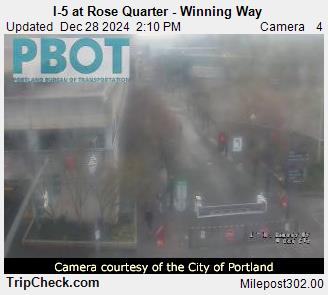 I-5 at Rose Quarter - Winning Way
Updated Dec 28 2024 2:10 PM Camera 4
PBOT
PORTLAND BUREAU OF TRANSPORTATION
Camera courtesy of the City of Portland
TripCheck.com Milepost302.00